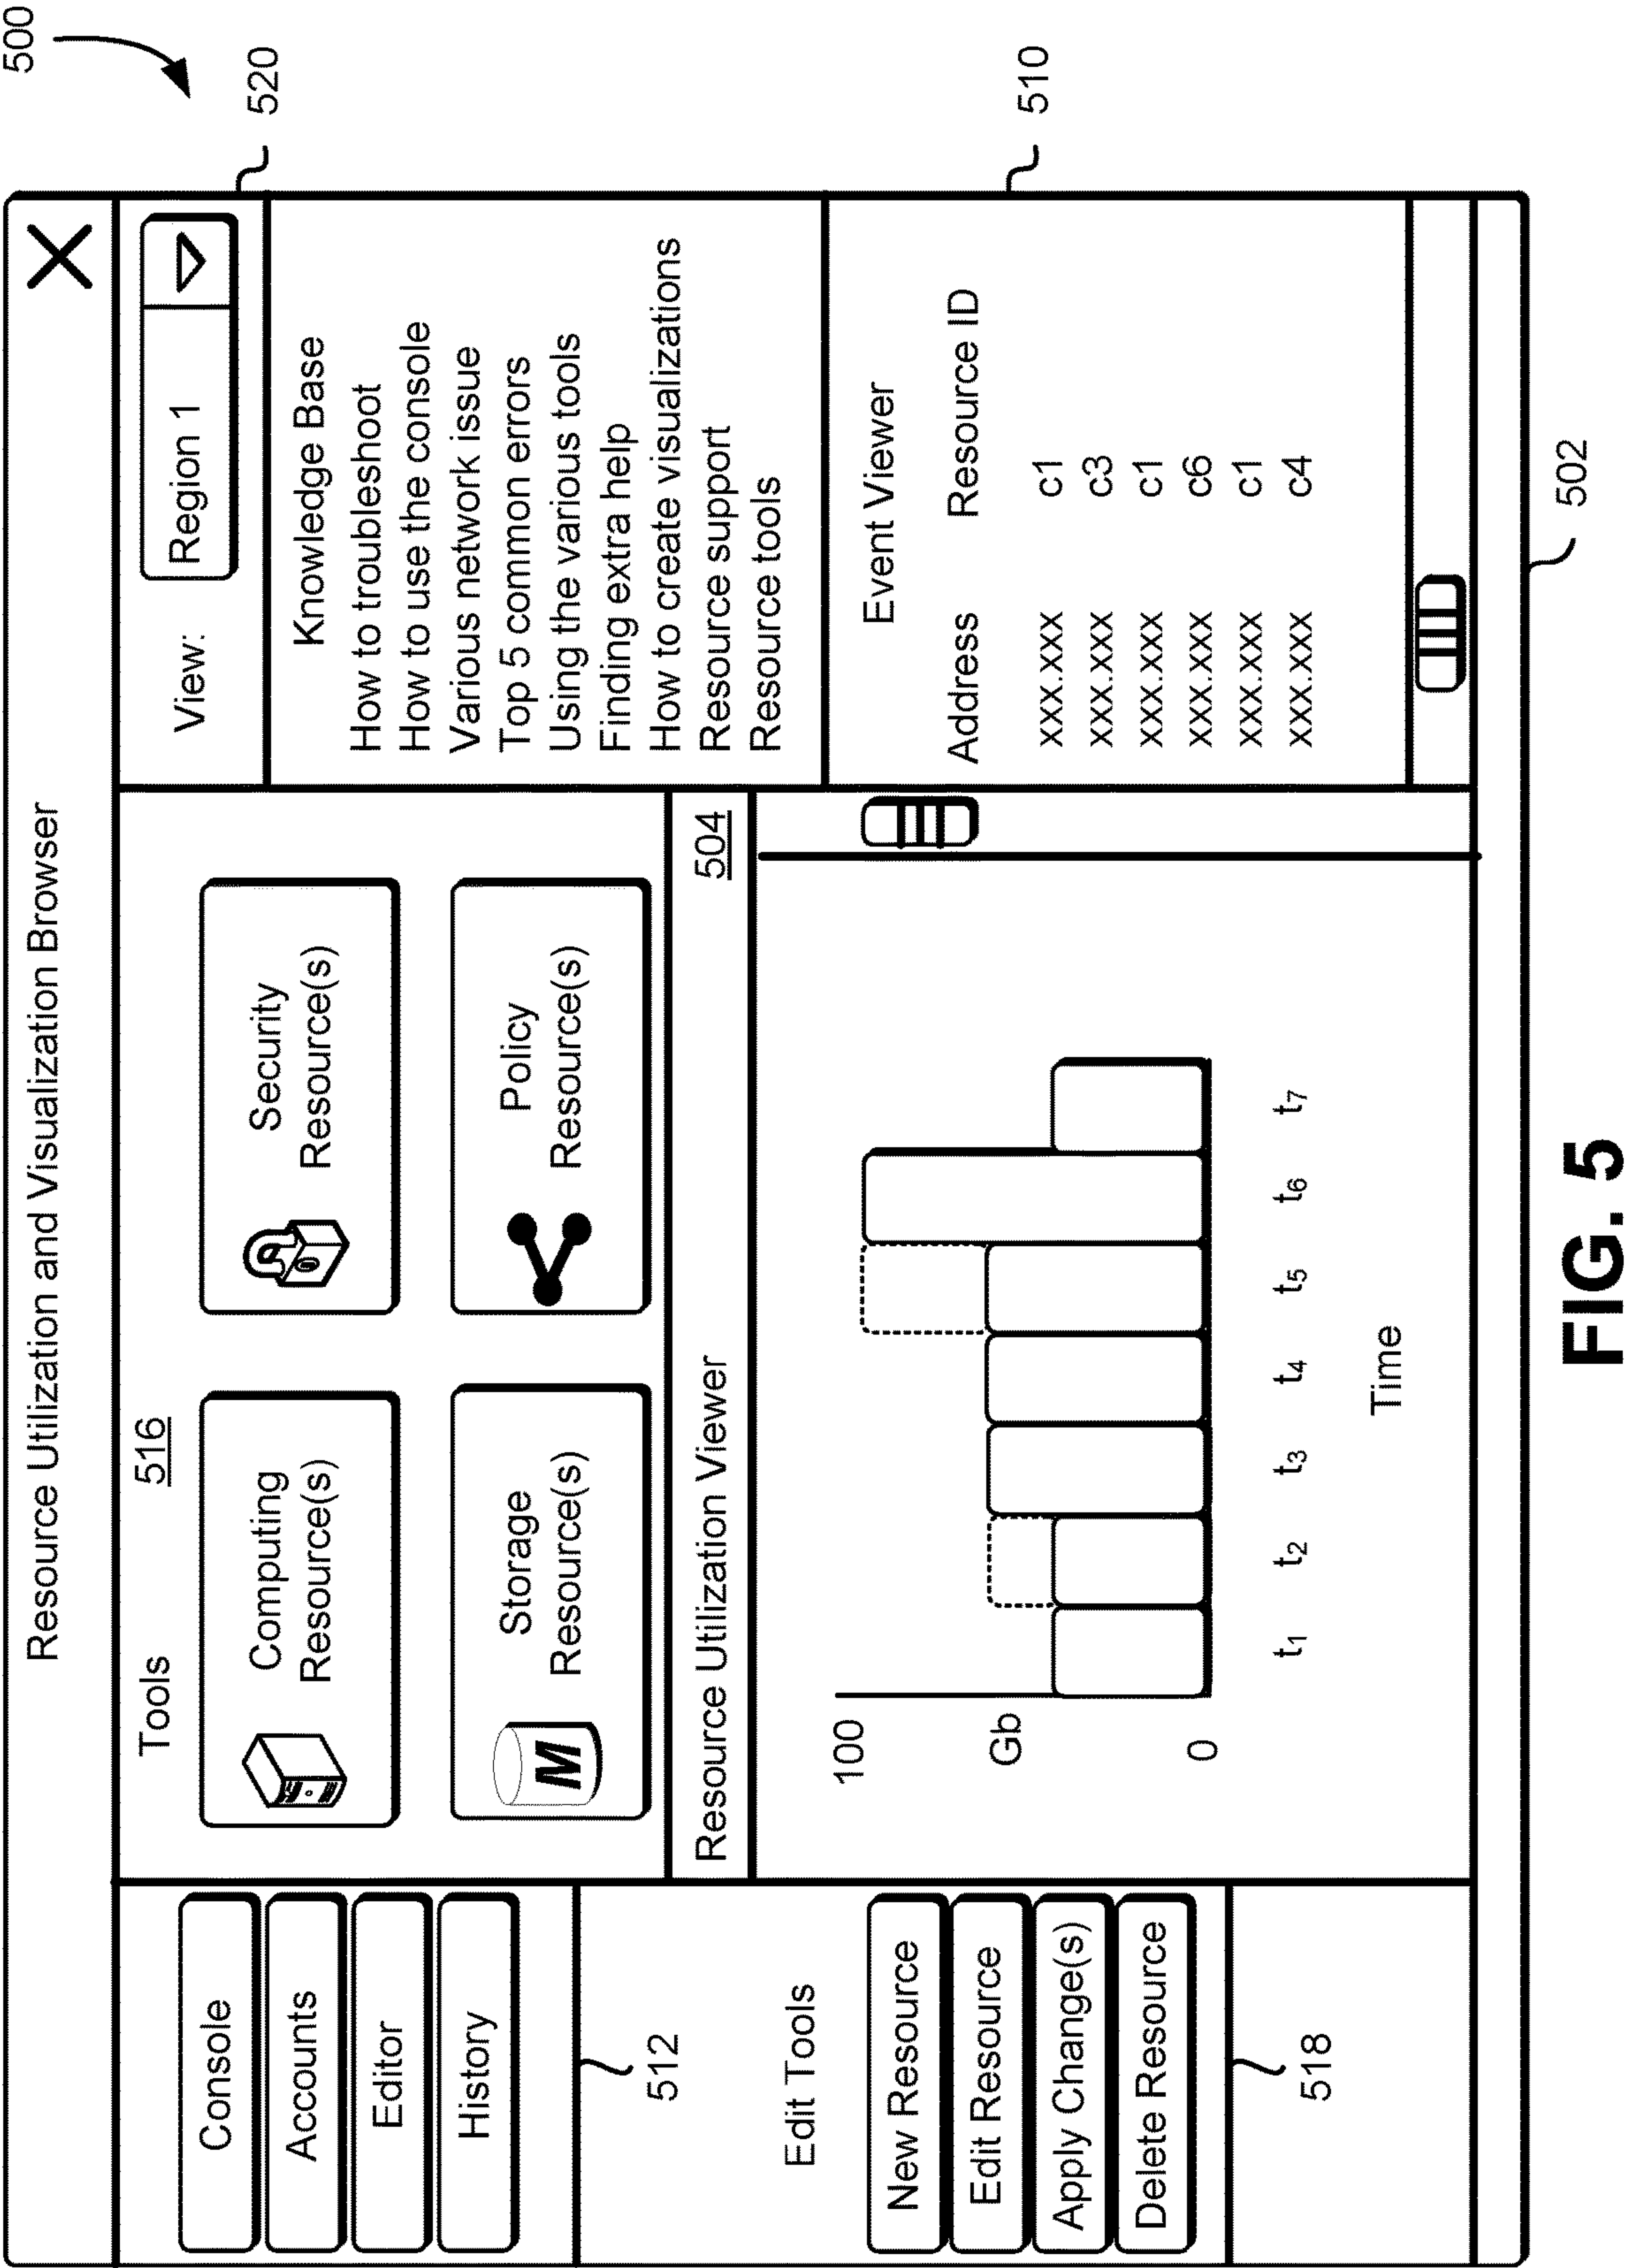 500
Resource Utilization and Visualization Browser
Console
Accounts
Editor
History
512
Edit Tools
New Resource
Edit Resource
Apply Change(s)
Delete Resource
518
Tools
516
Computing
Resource(s)
Security
Resource(s)
M
Storage
Resource(s)
Policy
Resource(s)
Resource Utilization Viewer
504
100
Gb
0
t1
t2
t3
t4
t5
t6
t7
Time
View:
Region 1
520
Knowledge Base
How to troubleshoot
How to use the console
Various network issue
Top 5 common errors
Using the various tools
Finding extra help
How to create visualizations
Resource support
Resource tools
Event Viewer
510
Address Resource ID
xxx.xxx c1
xxx.xxx c3
xxx.xxx c1
xxx.xxx c6
xxx.xxx c1
xxx.xxx c4
502
FIG. 5